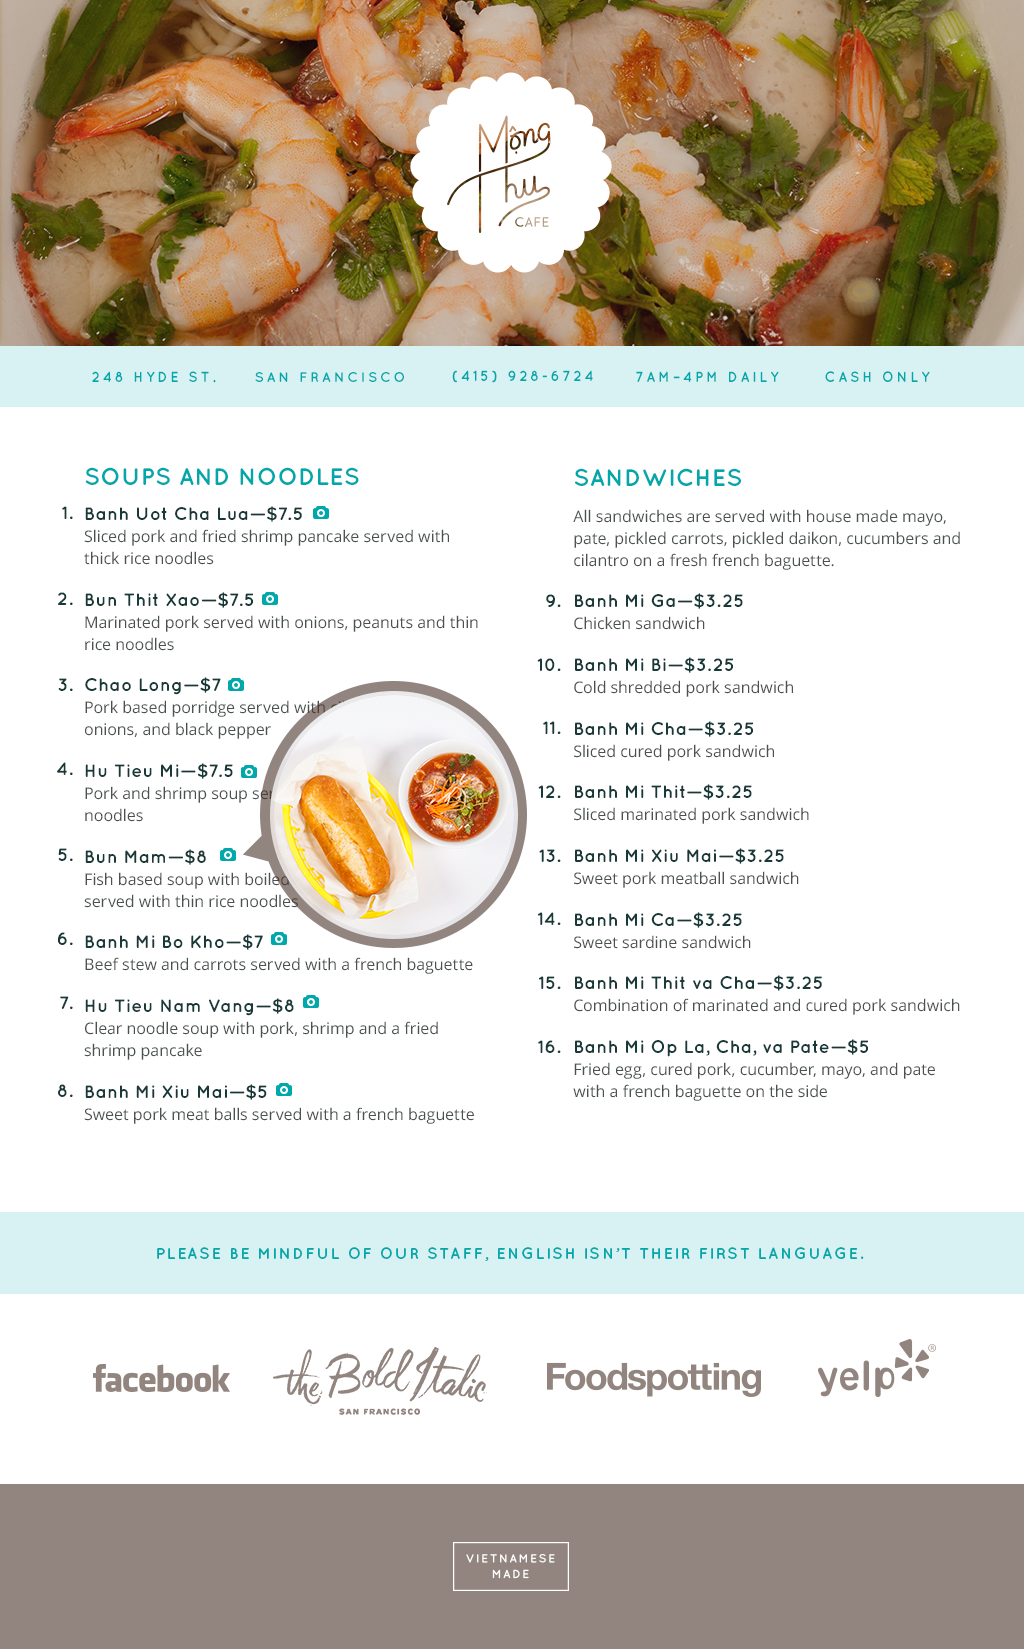 Mộng
Thu
CAFE
248 HYDE ST. SAN FRANCISCO (415) 928-6724 7AM–4PM DAILY CASH ONLY
SOUPS AND NOODLES
1. Banh Uot Cha Lua—$7.5
Sliced pork and fried shrimp pancake served with
thick rice noodles
2. Bun Thit Xao—$7.5
Marinated pork served with onions, peanuts and thin
rice noodles
3. Chao Long—$7
Pork based porridge served with
onions, and black pepper
4. Hu Tieu Mi—$7.5
Pork and shrimp soup
noodles
5. Bun Mam—$8
Fish based soup with boiled
served with thin rice noodles
6. Banh Mi Bo Kho—$7
Beef stew and carrots served with a french baguette
7. Hu Tieu Nam Vang—$8
Clear noodle soup with pork, shrimp and a fried
shrimp pancake
8. Banh Mi Xiu Mai—$5
Sweet pork meat balls served with a french baguette
SANDWICHES
All sandwiches are served with house made mayo,
pate, pickled carrots, pickled daikon, cucumbers and
cilantro on a fresh french baguette.
9. Banh Mi Ga—$3.25
Chicken sandwich
10. Banh Mi Bi—$3.25
Cold shredded pork sandwich
11. Banh Mi Cha—$3.25
Sliced cured pork sandwich
12. Banh Mi Thit—$3.25
Sliced marinated pork sandwich
13. Banh Mi Xiu Mai—$3.25
Sweet pork meatball sandwich
14. Banh Mi Ca—$3.25
Sweet sardine sandwich
15. Banh Mi Thit va Cha—$3.25
Combination of marinated and cured pork sandwich
16. Banh Mi Op La, Cha, va Pate—$5
Fried egg, cured pork, cucumber, mayo, and pate
with a french baguette on the side
PLEASE BE MINDFUL OF OUR STAFF, ENGLISH ISN'T THEIR FIRST LANGUAGE.
facebook
the Bold Italic
SAN FRANCISCO
Foodspotting
yelp®
VIETNAMESE
MADE